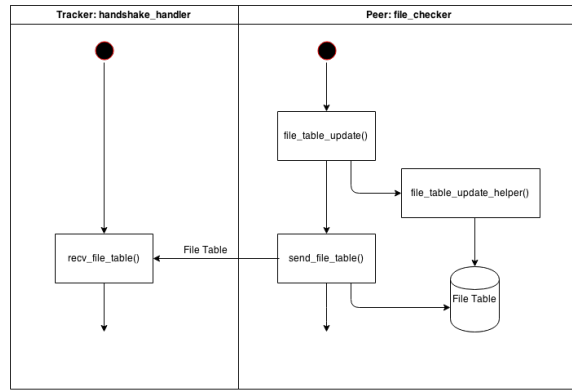 Tracker: handshake_handler
Peer: file_checker
file_table_update()
file_table_update_helper()
File Table
recv_file_table()
send_file_table()
File Table